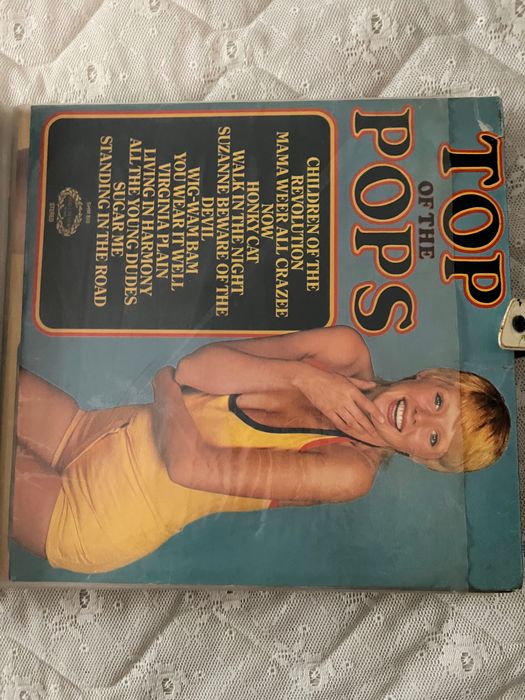 TOP
OF THE
POPS
CHILDREN OF THE
REVOLUTION
MAMA WEER ALL CRAZEE
NOW
HONKY CAT
WALK IN THE NIGHT
SUZANNE BEWARE OF THE
DEVIL
WIG-WAM BAM
YOU WEAR IT WELL
VIRGINIA PLAIN
LIVING IN HARMONY
ALL THE YOUNG DUDES
SUGAR ME
STANDING IN THE ROAD
STEREO